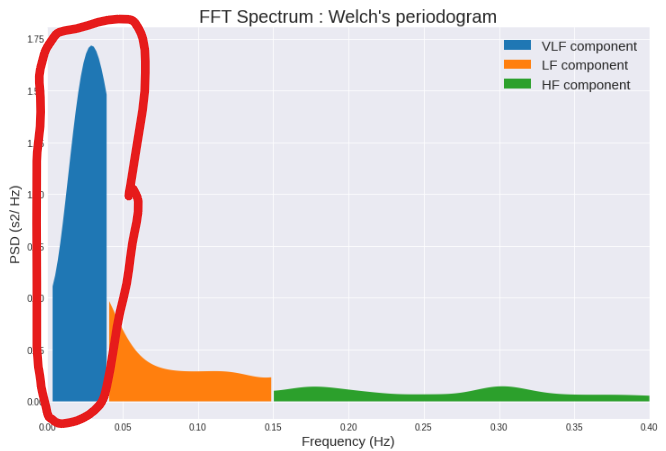 FFT Spectrum : Welch's periodogram
VLF component
LF component
HF component
1.75
0.00
PSD (s2/ Hz)
0.00 0.05 0.10 0.15 0.20 0.25 0.30 0.35 0.40
Frequency (Hz)